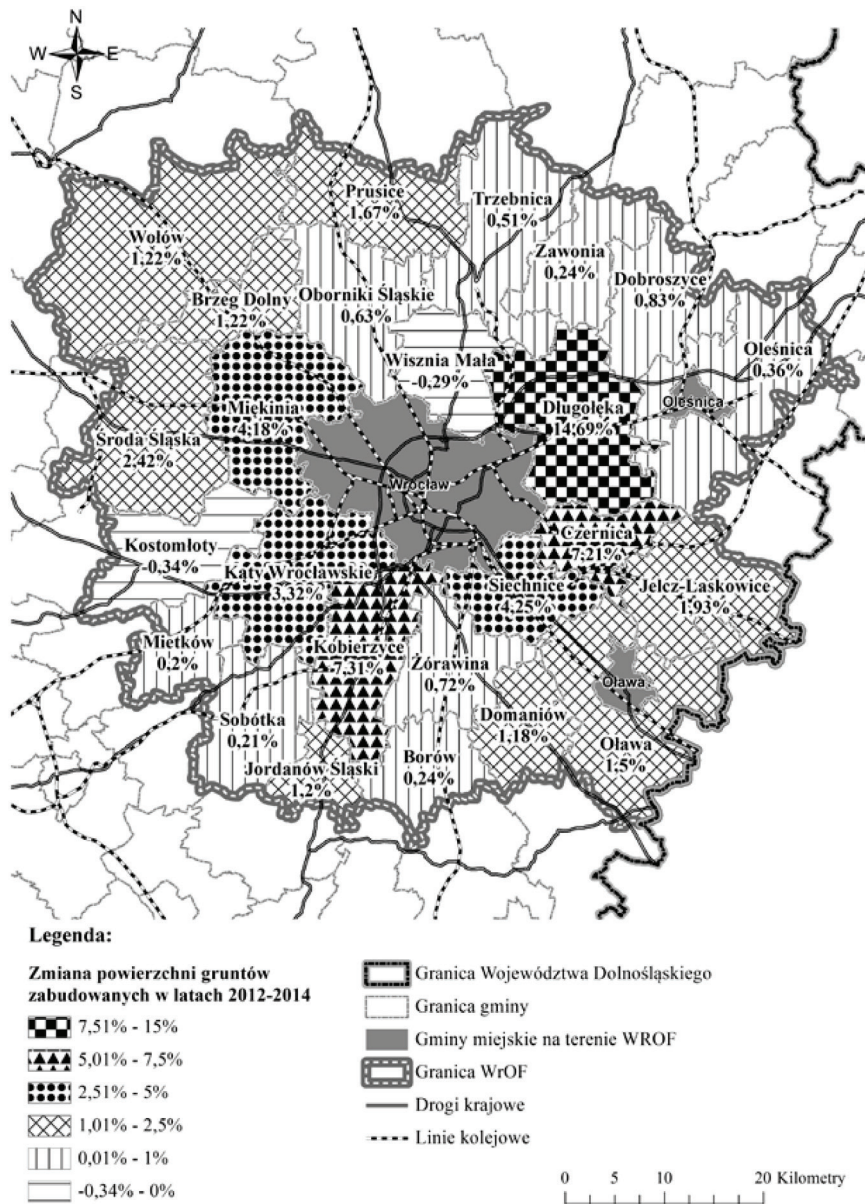 N
W E
S
Prusice
1.67%
Trzebnica
0,51%
Wołów
1,22%
Zawonia
0,24%
Dobroszyce
0,83%
Brzeg Dolny
1,22%
Oborniki Śląskie
0,63%
Wisznia Mała
-0,29%
Oleśnica
0,36%
Miękinia
4,18%
Długołęka
14,69%
Oleśnica
Środa Śląska
2,42%
Wrocław
Kostomłoty
-0,34%
Czernica
7,21%
Katy Wrocławskie
3,32%
Siechnice
4,25%
Jelcz-Laskowice
1,93%
Mietków
0.2%
Kobierzyce
7,31%
Żórawina
0,72%
Oława
Sobótka
0,21%
Domaniów
1,18%
Oława
1,5%
Jordanów Śląski
1,2%
Borów
0,24%
Legenda:
Zmiana powierzchni gruntów
zabudowanych w latach 2012-2014
7,51% - 15%
5,01% - 7,5%
2,51% - 5%
1,01% - 2,5%
0,01% - 1%
-0,34% - 0%
Granica Województwa Dolnośląskiego
Granica gminy
Gminy miejskie na terenie WROF
Granica WrOF
Drogi krajowe
Linie kolejowe
0 5 10 20 Kilometry